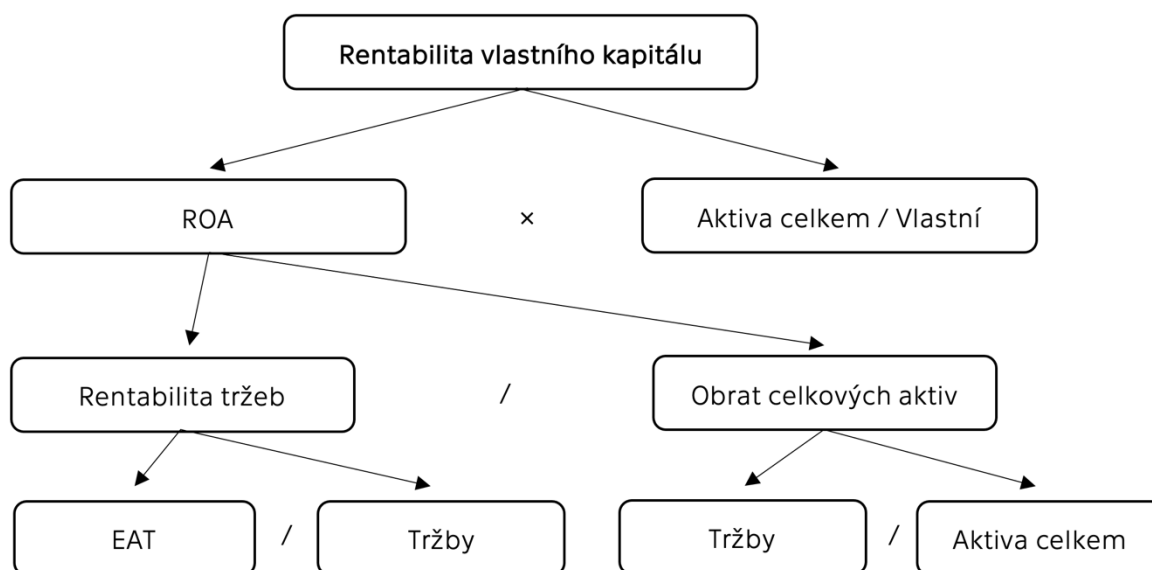 Rentabilita vlastního kapitálu
ROA × Aktiva celkem / Vlastní
Rentabilita tržeb / Obrat celkových aktiv
EAT / Tržby Tržby / Aktiva celkem